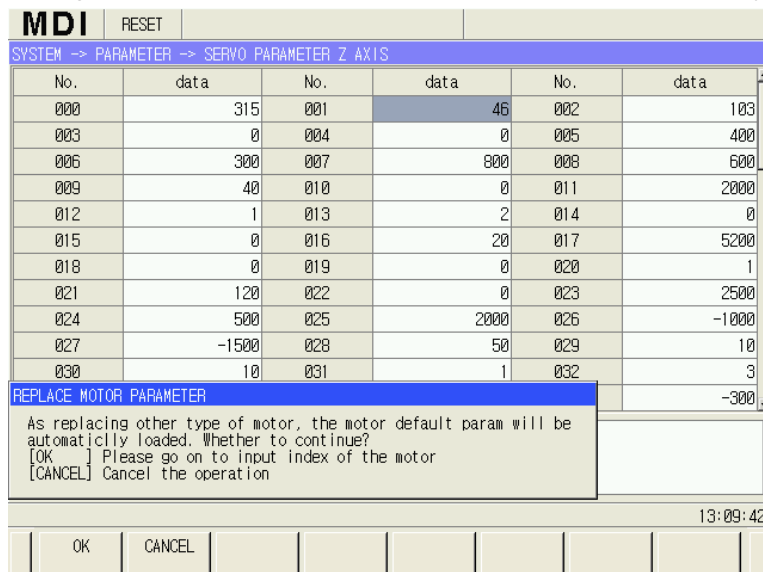 MDI RESET
SYSTEM -> PARAMETER -> SERVO PARAMETER Z AXIS
No. data No. data No. data
000 315 001 46 002 103
003 0 004 0 005 400
006 300 007 800 008 600
009 40 010 0 011 2000
012 1 013 2 014 0
015 0 016 20 017 5200
018 0 019 0 020 1
021 120 022 0 023 2500
024 500 025 2000 026 -1000
027 -1500 028 50 029 10
030 10 031 1 032 3
REPLACE MOTOR PARAMETER
-300
As replacing other type of motor, the motor default param will be
automaticlly loaded. Whether to continue?
[OK    ] Please go on to input index of the motor
[CANCEL] Cancel the operation
13:09:42
OK CANCEL